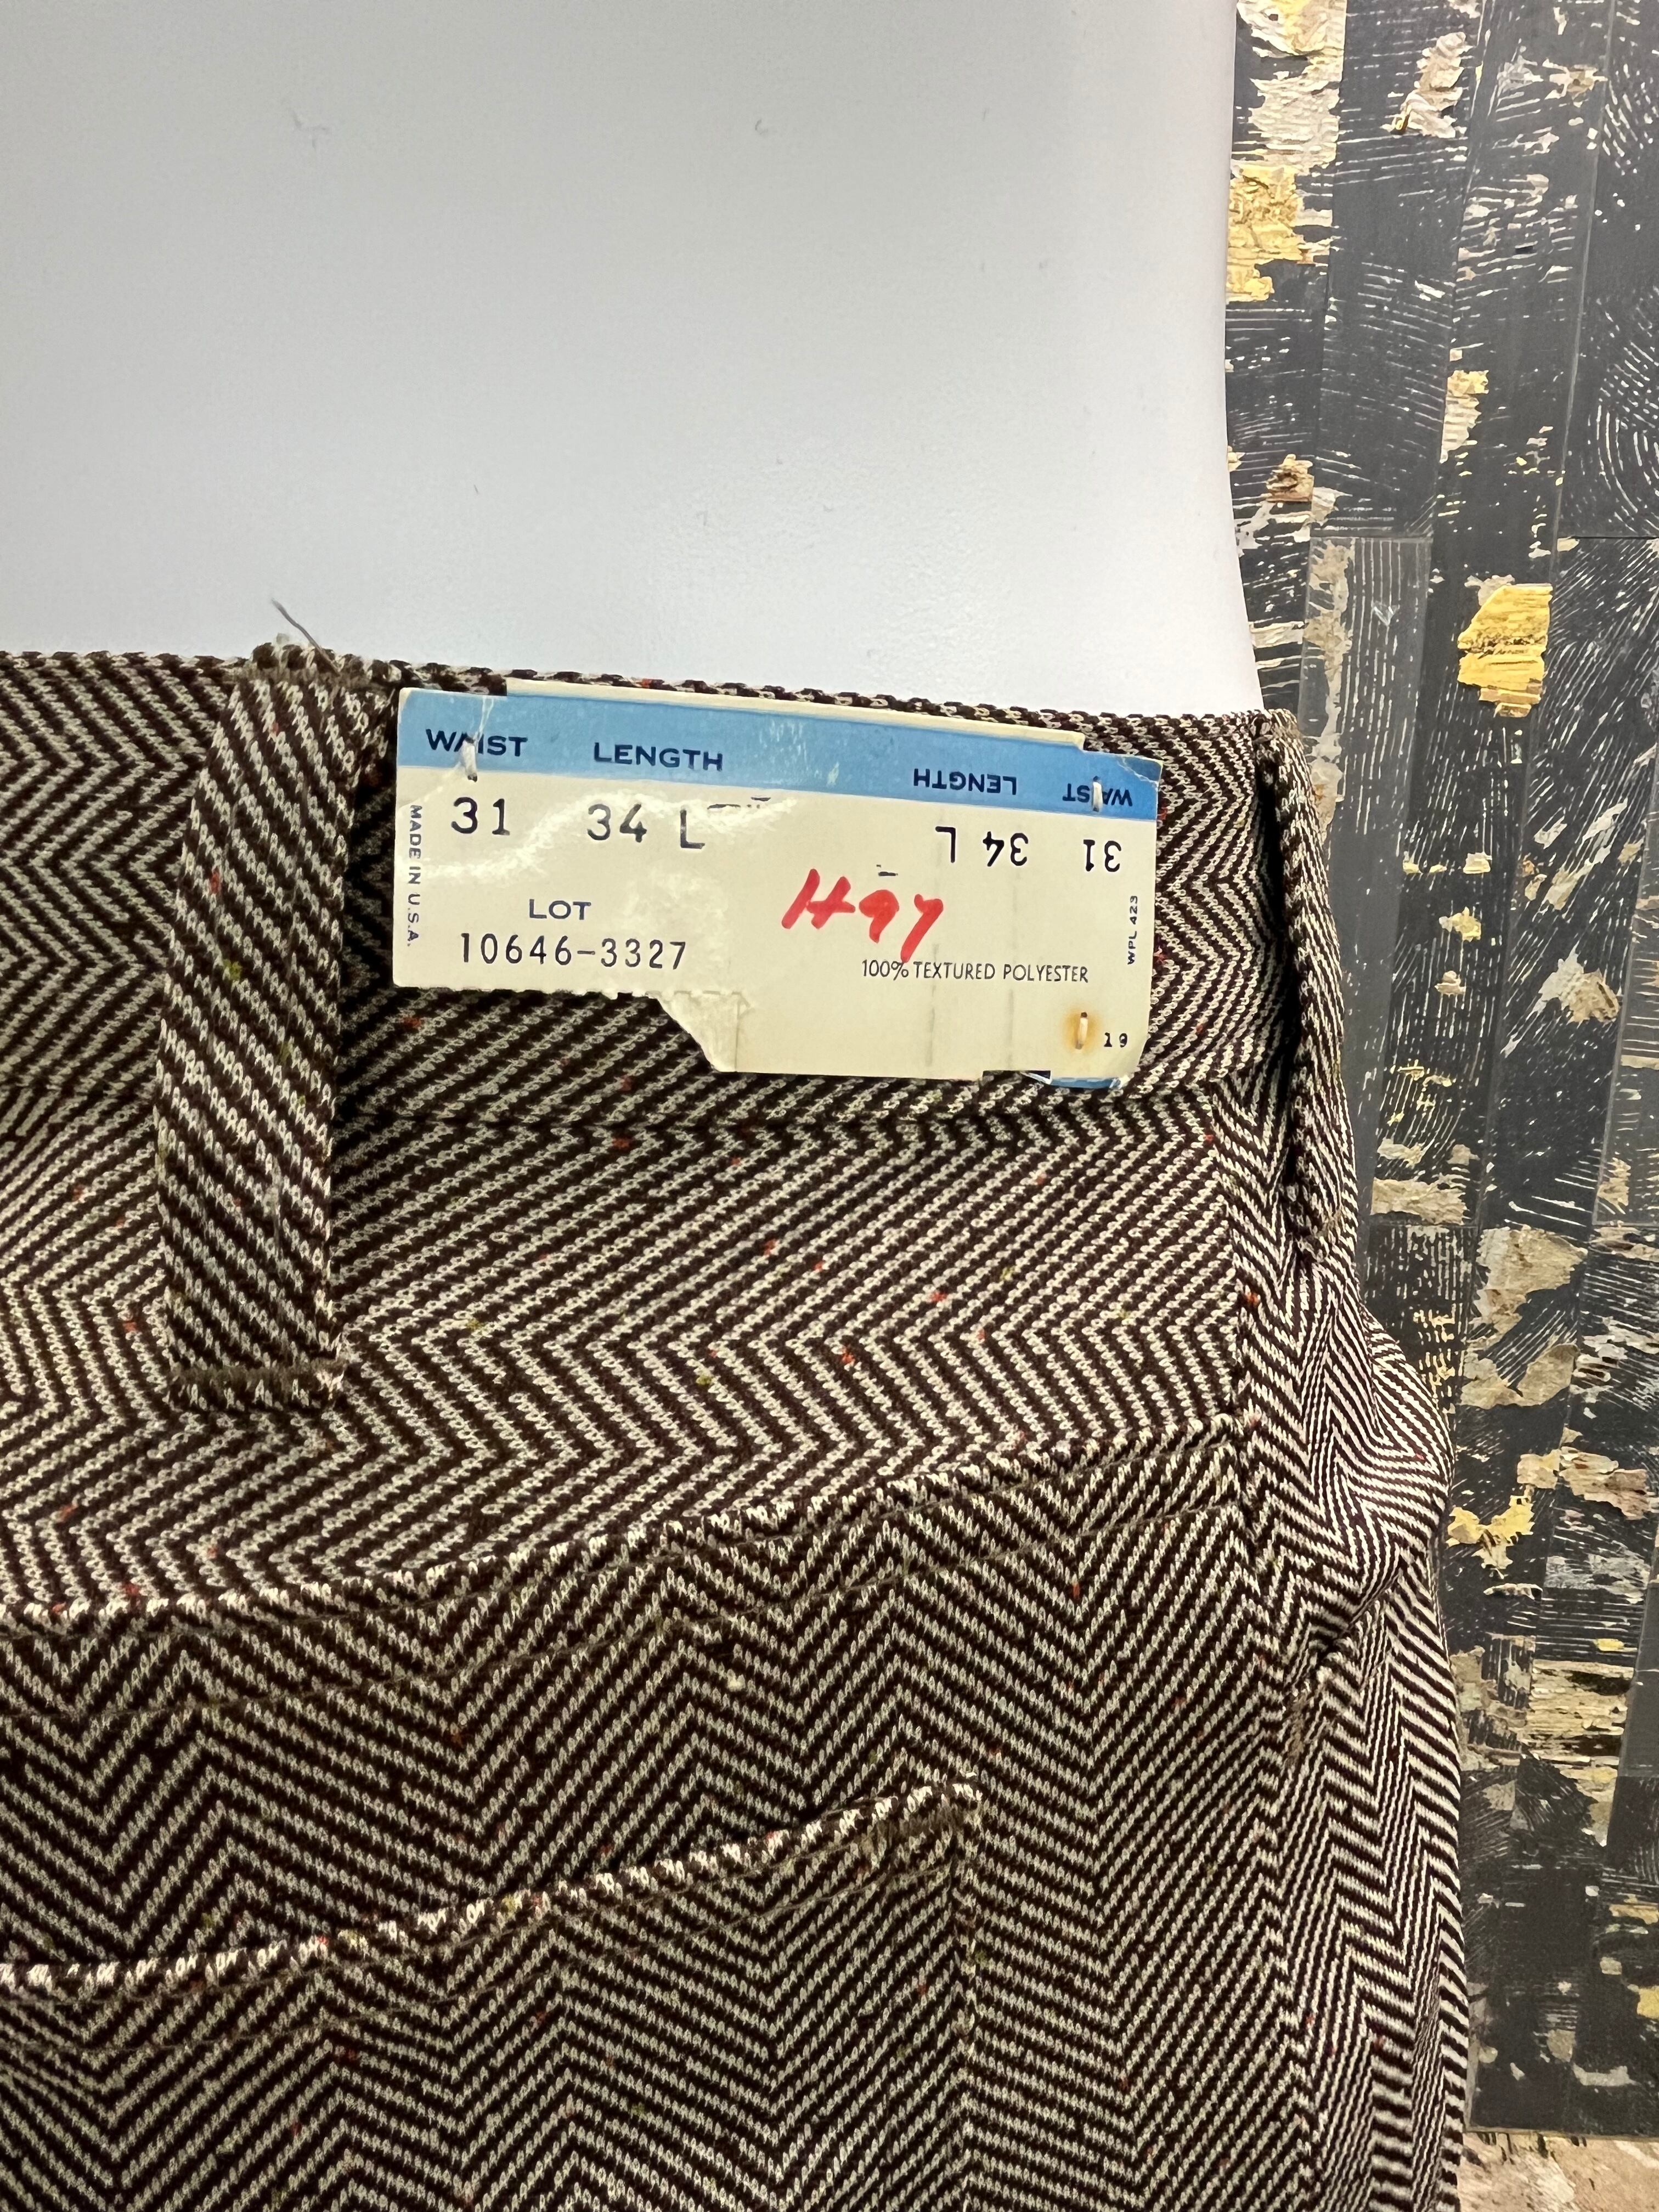 WAIST LENGTH
31 34 L
MADE IN U.S.A.
LOT
10646-3327
WAIST LENGTH
31 34 L
100% TEXTURED POLYESTER
WPL 423
19